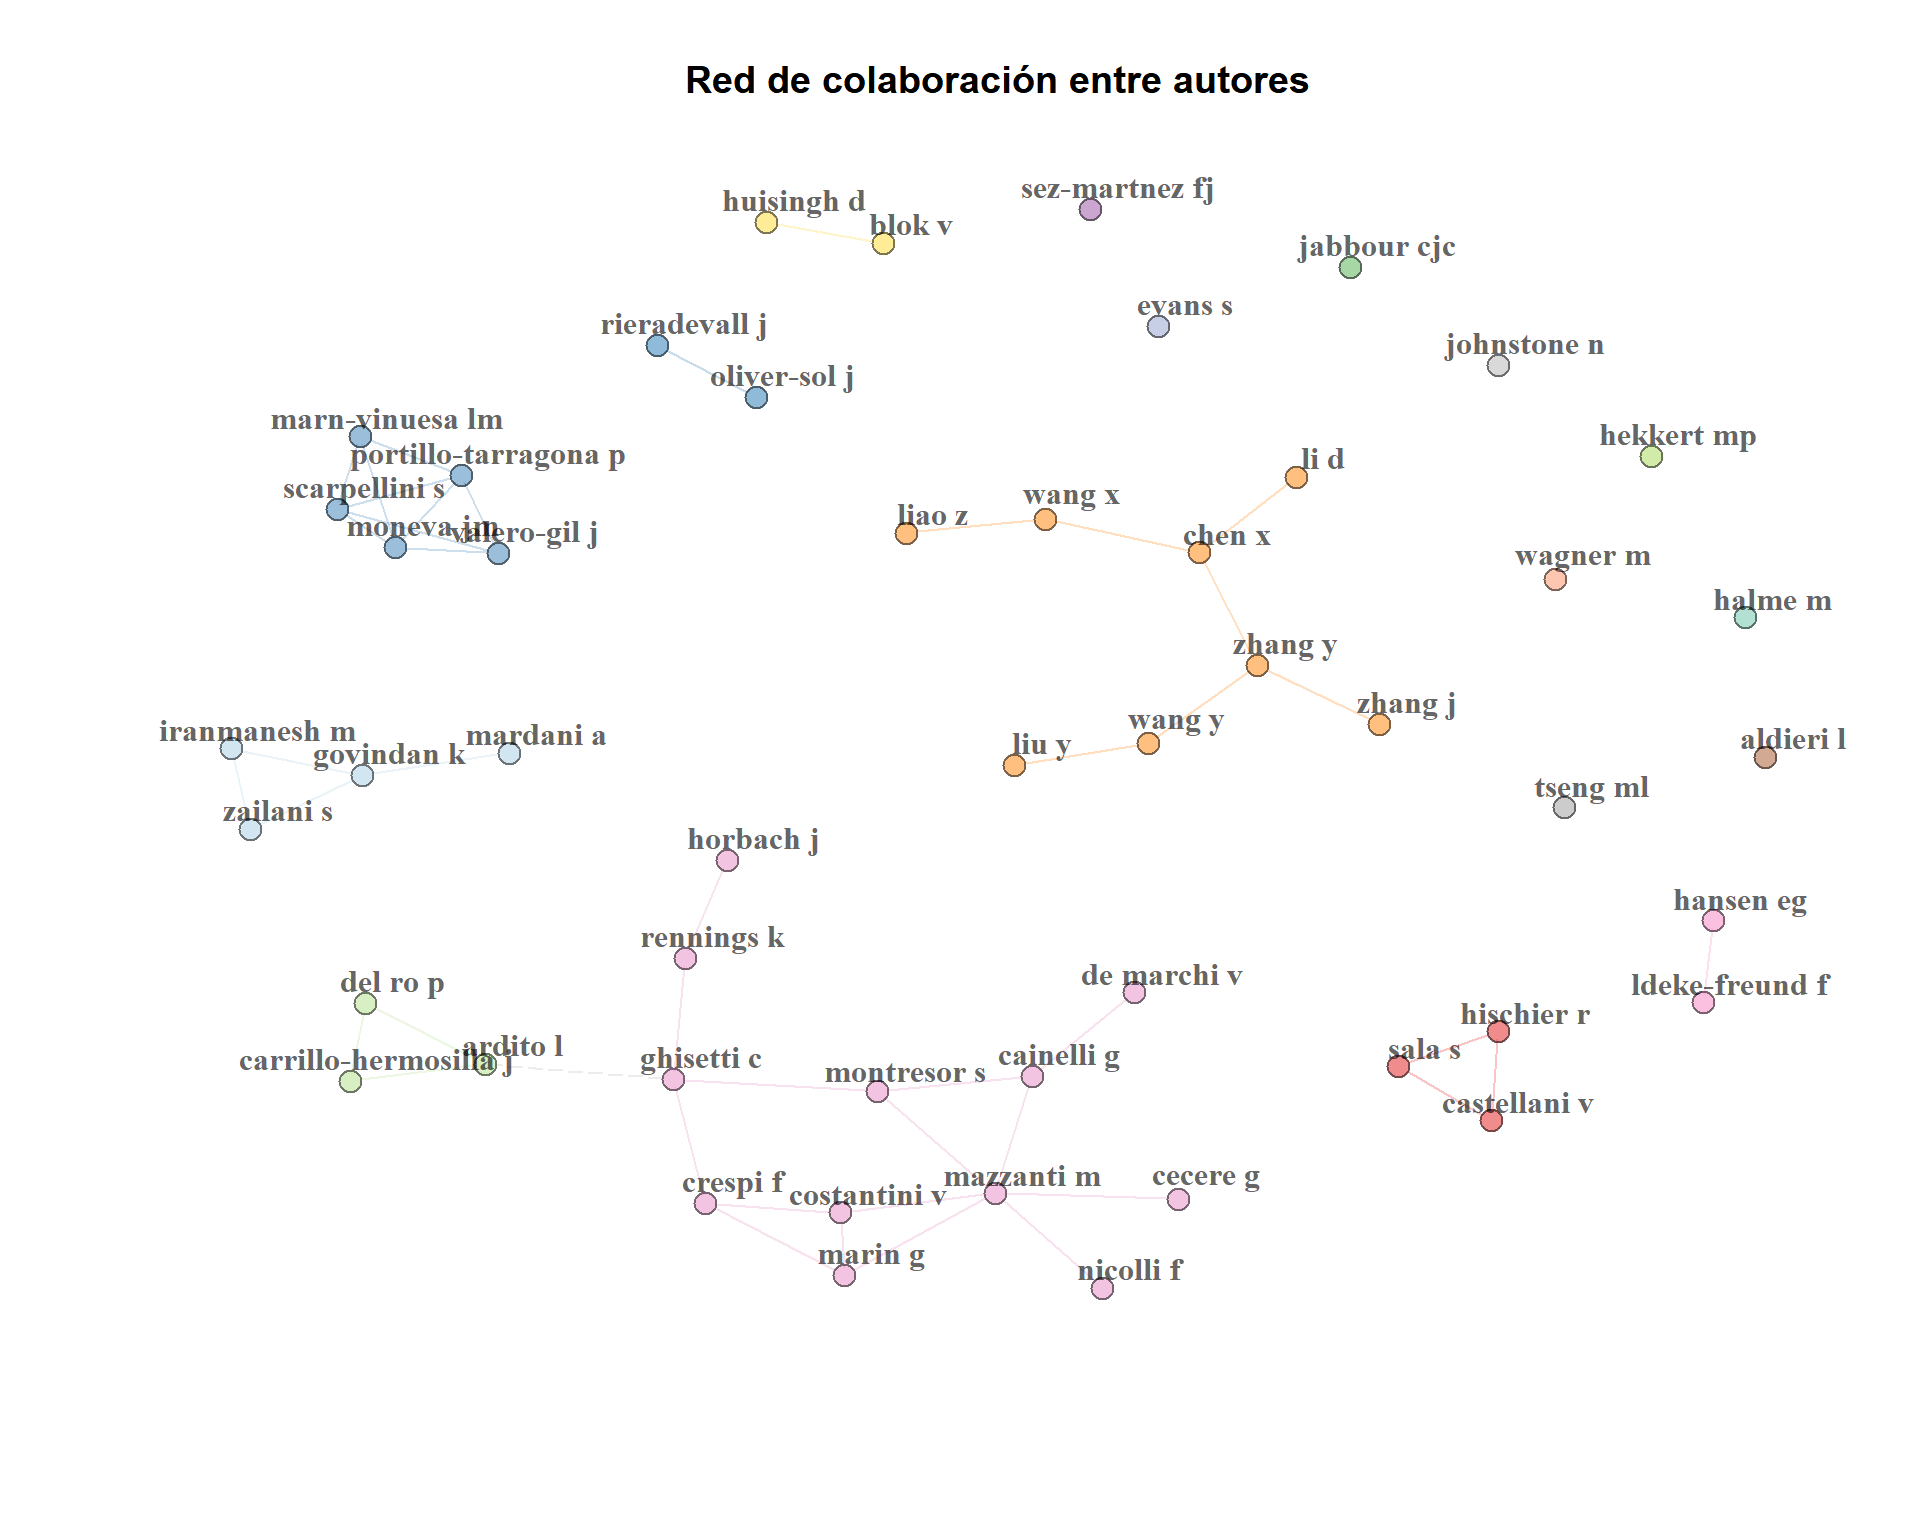 Red de colaboración entre autores
sez-martnez fj
huisingh d
blok v
jabbour cjc
evans s
rieradevall j
johnstone n
oliver-sol j
marn-vinuesa lm
hekkert mp
portillo-tarragona p
li d
scarpellini s
wang x
liao z
moneva jm
valero-gil j
chen x
wagner m
halme m
zhang y
zhang j
wang y
iranmanesh m
mardani a
govindan k
liu y
aldieri l
tseng ml
zailani s
horbach j
hansen eg
rennings k
del ro p
de marchi v
ldeke-freund f
hischier r
ardito l
sala s
carrillo-hermosilla j
ghisetti c
cainelli g
montresor s
castellani v
crespi f
costantini v
mazzanti m
cecere g
marin g
nicolli f